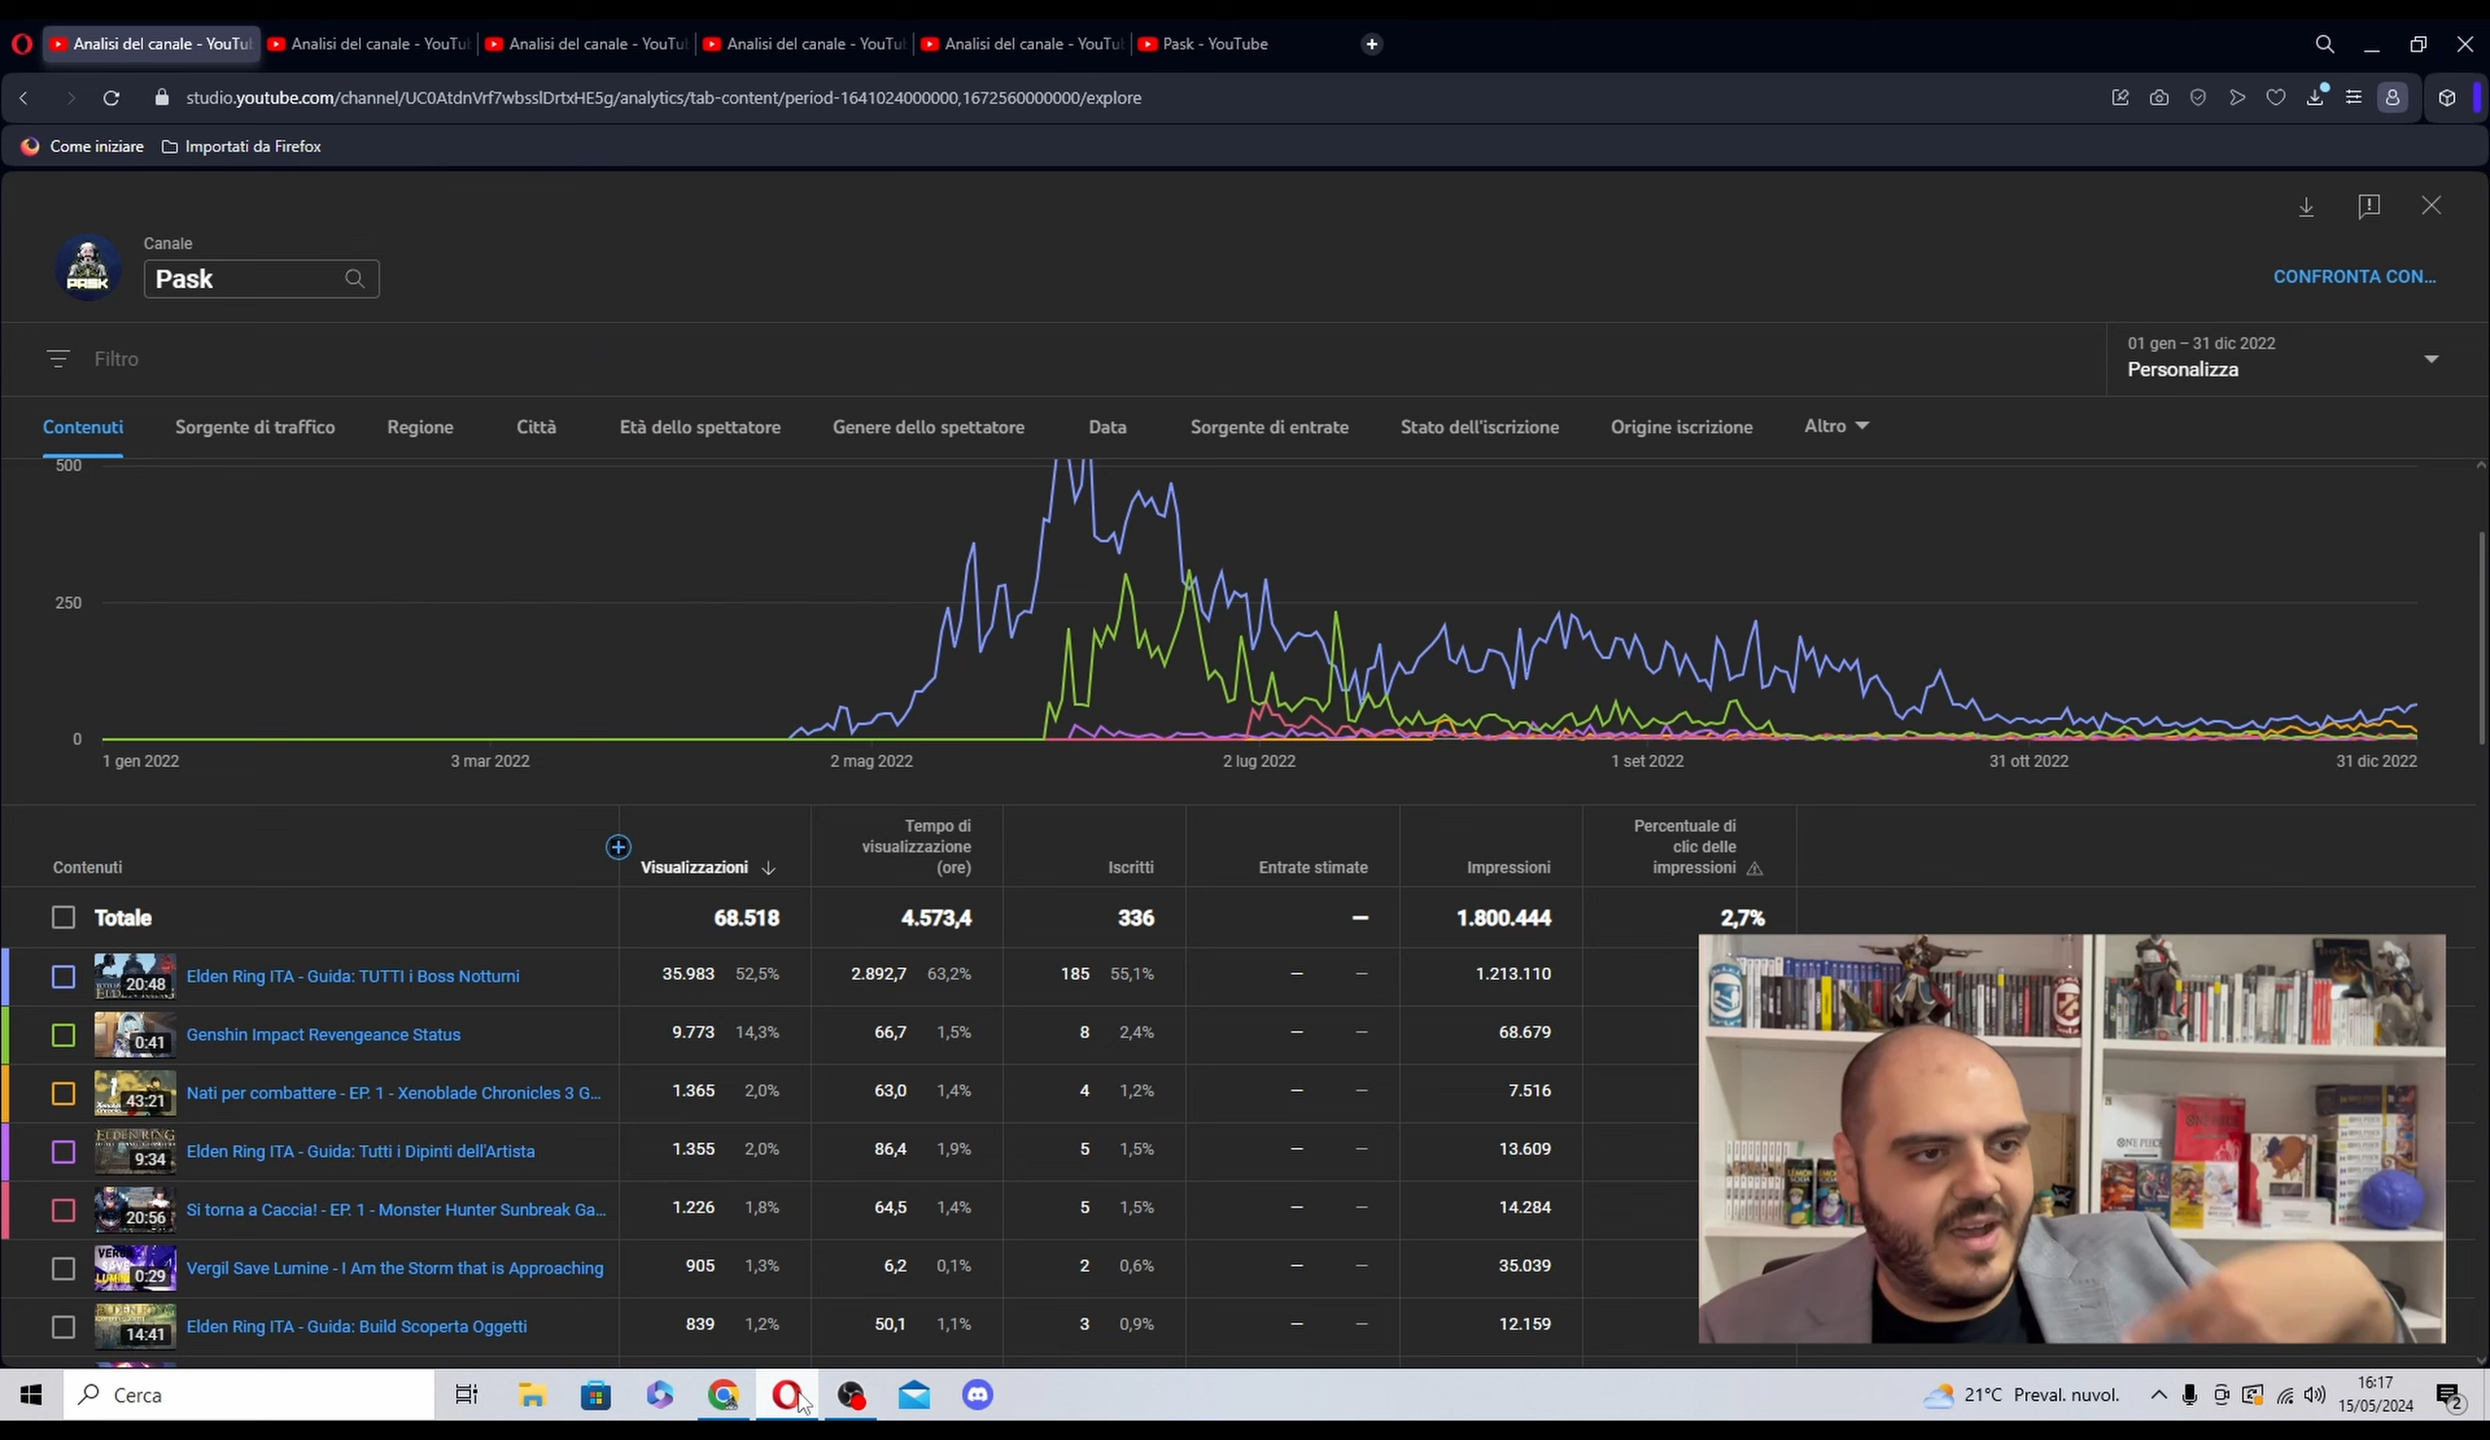 Analisi del canale - YouTu
Analisi del canale - YouTu
Analisi del canale - YouTu
Analisi del canale - YouTu
Analisi del canale - YouTu
Pask - YouTube
studio.youtube.com/channel/UC0AtdnVrf7wbsslDrtxHE5g/analytics/tab-content/period-1641024000000,1672560000000/explore
Come iniziare
Importati da Firefox
PASK
Canale
Pask
CONFRONTA CON...
Filtro
01 gen – 31 dic 2022
Personalizza
Contenuti Sorgente di traffico Regione Città Età dello spettatore Genere dello spettatore Data Sorgente di entrate Stato dell'iscrizione Origine iscrizione Altro
500
250
0
1 gen 2022 3 mar 2022 2 mag 2022 2 lug 2022 1 set 2022 31 ott 2022 31 dic 2022
Contenuti
Visualizzazioni
Tempo di
visualizzazione
(ore)
Iscritti
Entrate stimate
Impressioni
Percentuale di
clic delle
impressioni
Totale 68.518 4.573,4 336 — 1.800.444 2,7%
20:48 Elden Ring ITA - Guida: TUTTI i Boss Notturni 35.983 52,5% 2.892,7 63,2% 185 55,1% — — 1.213.110
0:41 Genshin Impact Revengeance Status 9.773 14,3% 66,7 1,5% 8 2,4% — — 68.679
43:21 Nati per combattere - EP. 1 - Xenoblade Chronicles 3 G... 1.365 2,0% 63,0 1,4% 4 1,2% — — 7.516
ELDEN RING
9:34 Elden Ring ITA - Guida: Tutti i Dipinti dell'Artista 1.355 2,0% 86,4 1,9% 5 1,5% — — 13.609
20:56 Si torna a Caccia! - EP. 1 - Monster Hunter Sunbreak Ga... 1.226 1,8% 64,5 1,4% 5 1,5% — — 14.284
0:29 Vergil Save Lumine - I Am the Storm that is Approaching 905 1,3% 6,2 0,1% 2 0,6% — — 35.039
14:41 Elden Ring ITA - Guida: Build Scoperta Oggetti 839 1,2% 50,1 1,1% 3 0,9% — — 12.159
ONE PIECE
ONE PIECE
Cerca
21°C Preval. nuvol.
16:17
15/05/2024
2